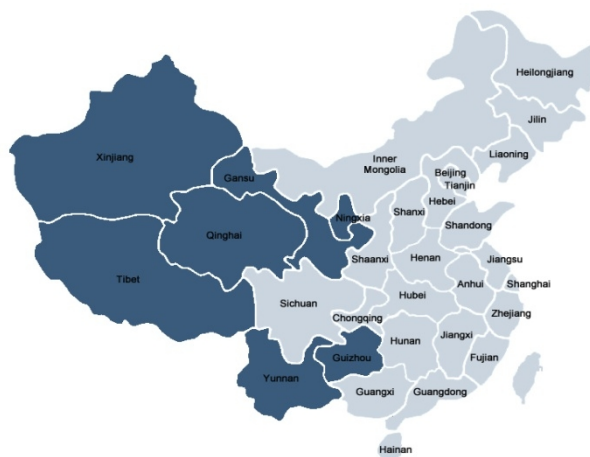 Heilongjiang
Jilin
Liaoning
Inner
Mongolia
Beijing
Tianjin
Hebei
Xinjiang
Gansu
Ningxia
Shanxi
Shandong
Qinghai
Shaanxi
Henan
Jiangsu
Tibet
Shanghai
Anhui
Sichuan
Hubei
Chongqing
Zhejiang
Hunan
Jiangxi
Guizhou
Fujian
Yunnan
Guangxi
Guangdong
Hainan